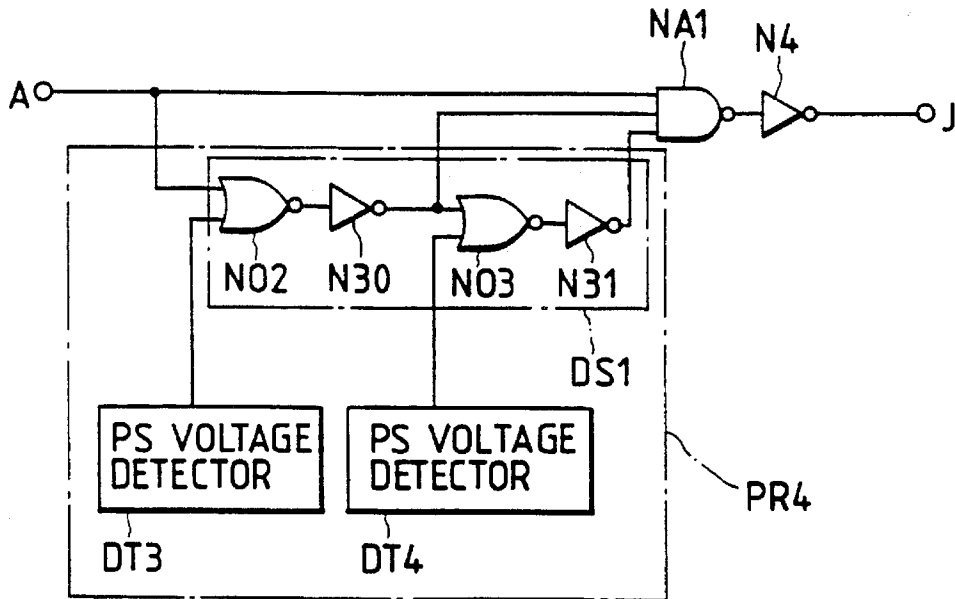 NA1
N4
A
J
NO2
N30
NO3
N31
DS1
PS VOLTAGE
DETECTOR
PS VOLTAGE
DETECTOR
PR4
DT3
DT4